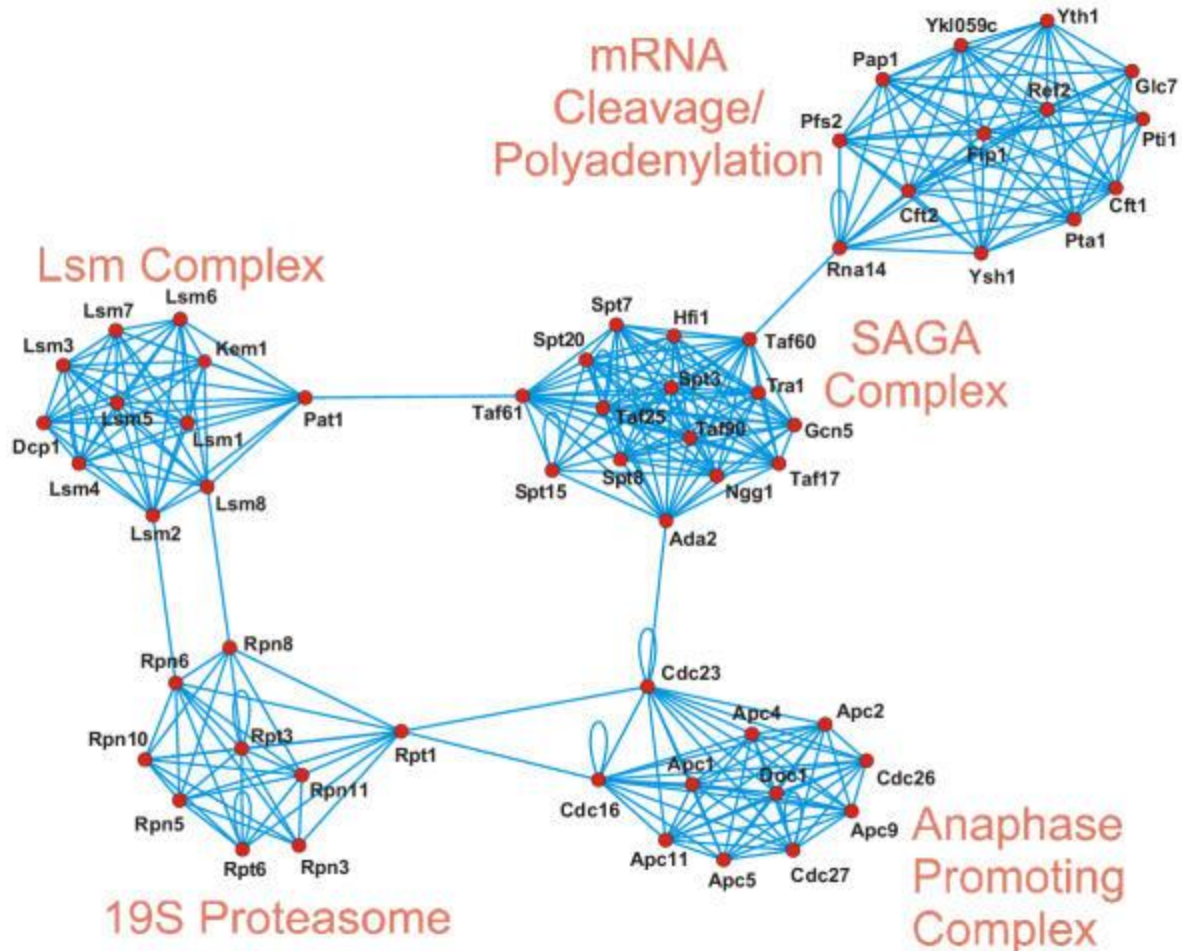 mRNA
Cleavage/
Polyadenylation
Ykl059c
Yth1
Pap1
Ref2
Glc7
Pfs2
Fip1
Pti1
Cft2
Cft1
Pta1
Rna14
Ysh1
Lsm Complex
Lsm6
Lsm7
Lsm3
Kem1
Lsm5
Dcp1
Lsm1
Pat1
Lsm4
Lsm8
Lsm2
SAGA
Complex
Spt7
Hfi1
Spt20
Taf60
Spt3
Tra1
Taf61
Taf25
Taf90
Gcn5
Spt15
Spt8
Ngg1
Taf17
Ada2
Rpn8
Rpn6
Rpn10
Rpt3
Rpt1
Rpn11
Rpn5
Rpt6
Rpn3
19S Proteasome
Cdc23
Apc4
Apc2
Apc1
Doc1
Cdc26
Cdc16
Apc9
Apc11
Apc5
Cdc27
Anaphase
Promoting
Complex